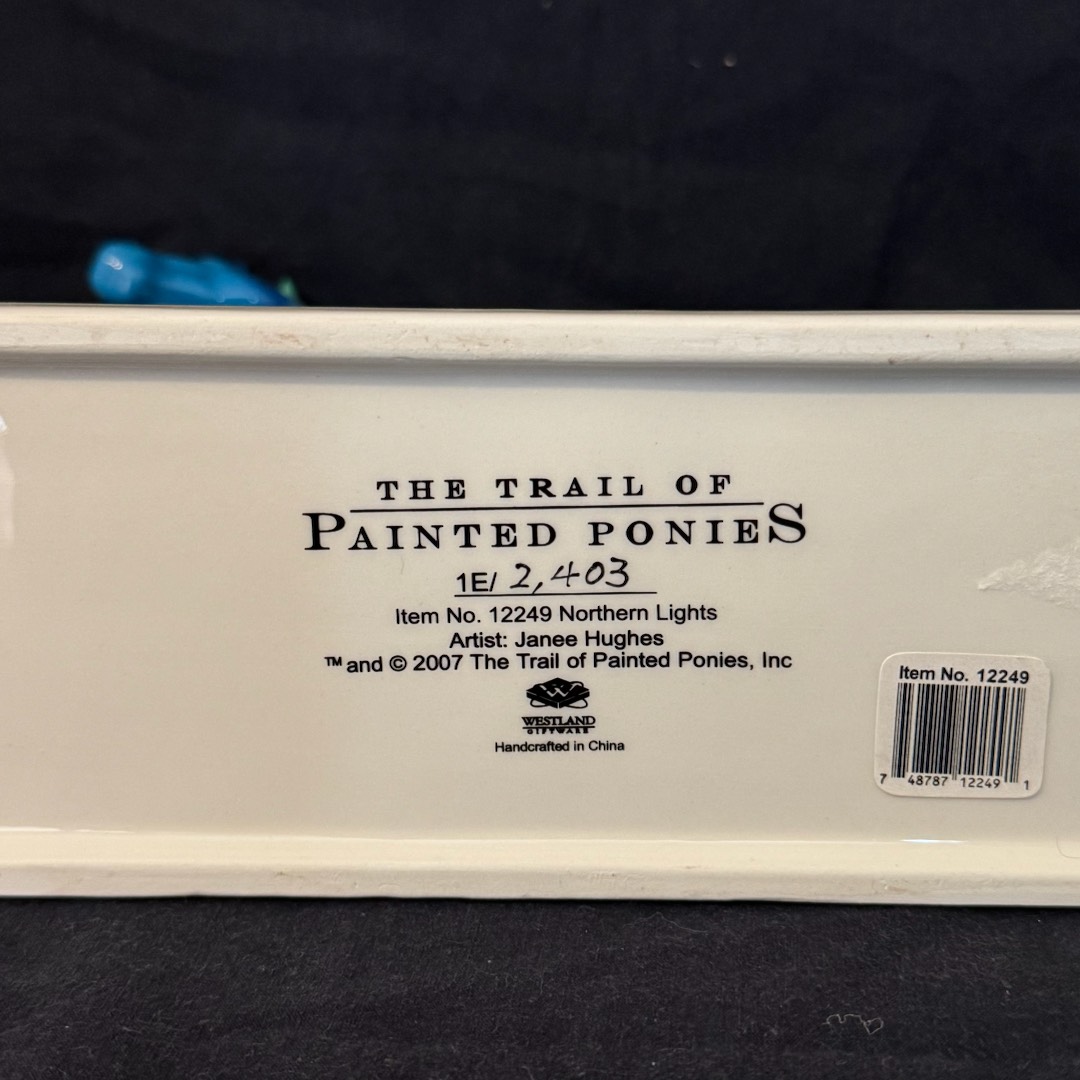 THE TRAIL OF
PAINTED PONIES
1E/ 2,403
Item No. 12249 Northern Lights
Artist: Janee Hughes
™ and © 2007 The Trail of Painted Ponies, Inc
WESTLAND
GIFTWARE
Handcrafted in China
Item No. 12249
7 48787 12249 1